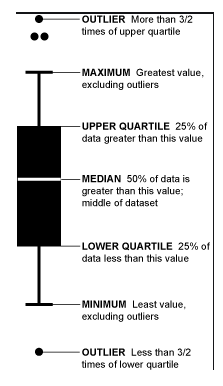 OUTLIER More than 3/2
times of upper quartile
MAXIMUM Greatest value,
excluding outliers
UPPER QUARTILE 25% of
data greater than this value
MEDIAN 50% of data is
greater than this value;
middle of dataset
LOWER QUARTILE 25% of
data less than this value
MINIMUM Least value,
excluding outliers
OUTLIER Less than 3/2
times of lower quartile